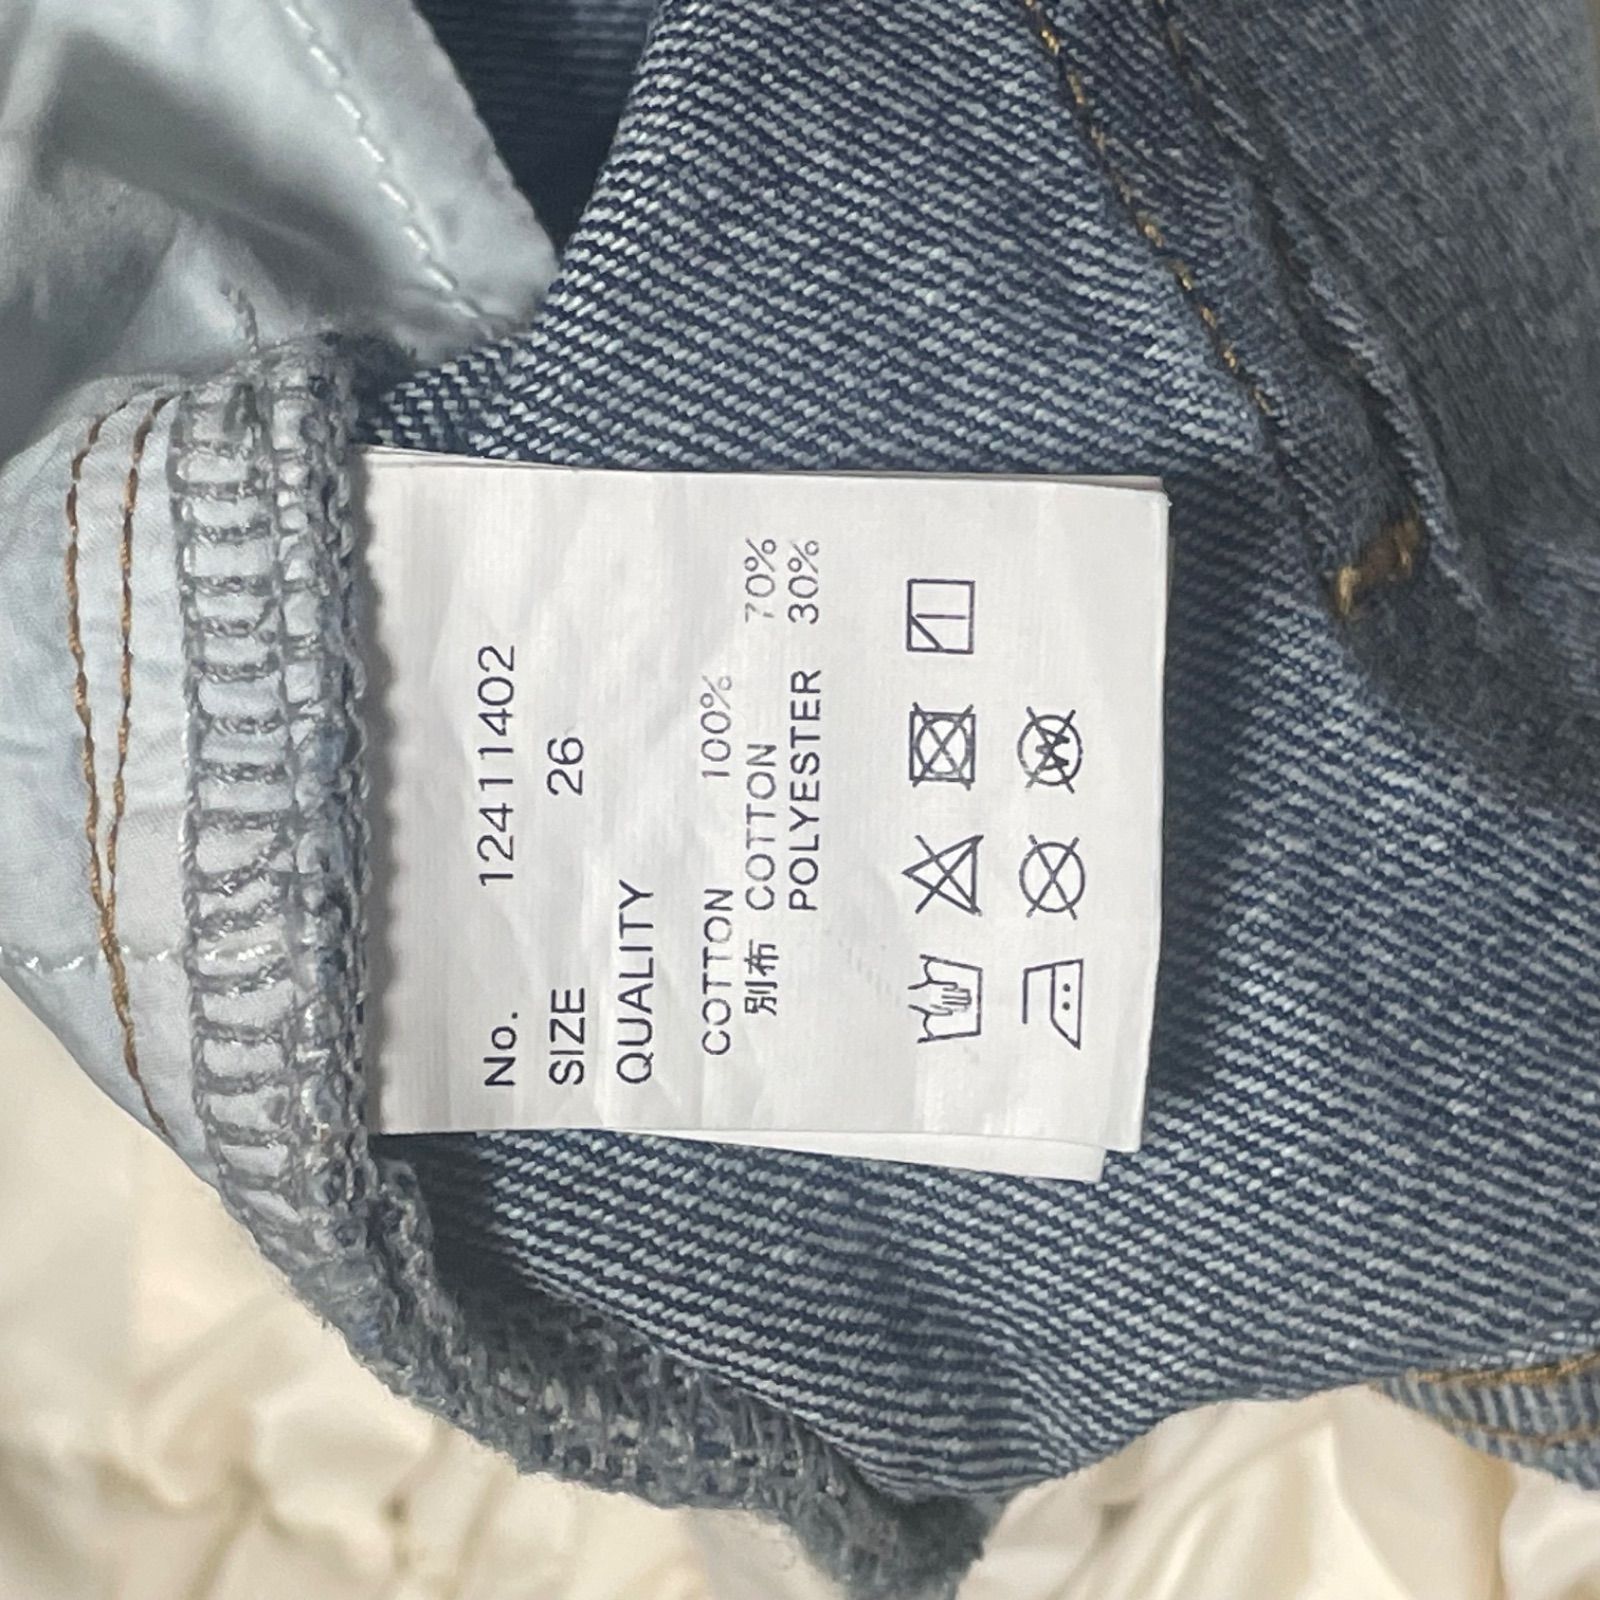 No. 12411402
SIZE 26
QUALITY
COTTON 100%
別布 COTTON 70%
POLYESTER 30%